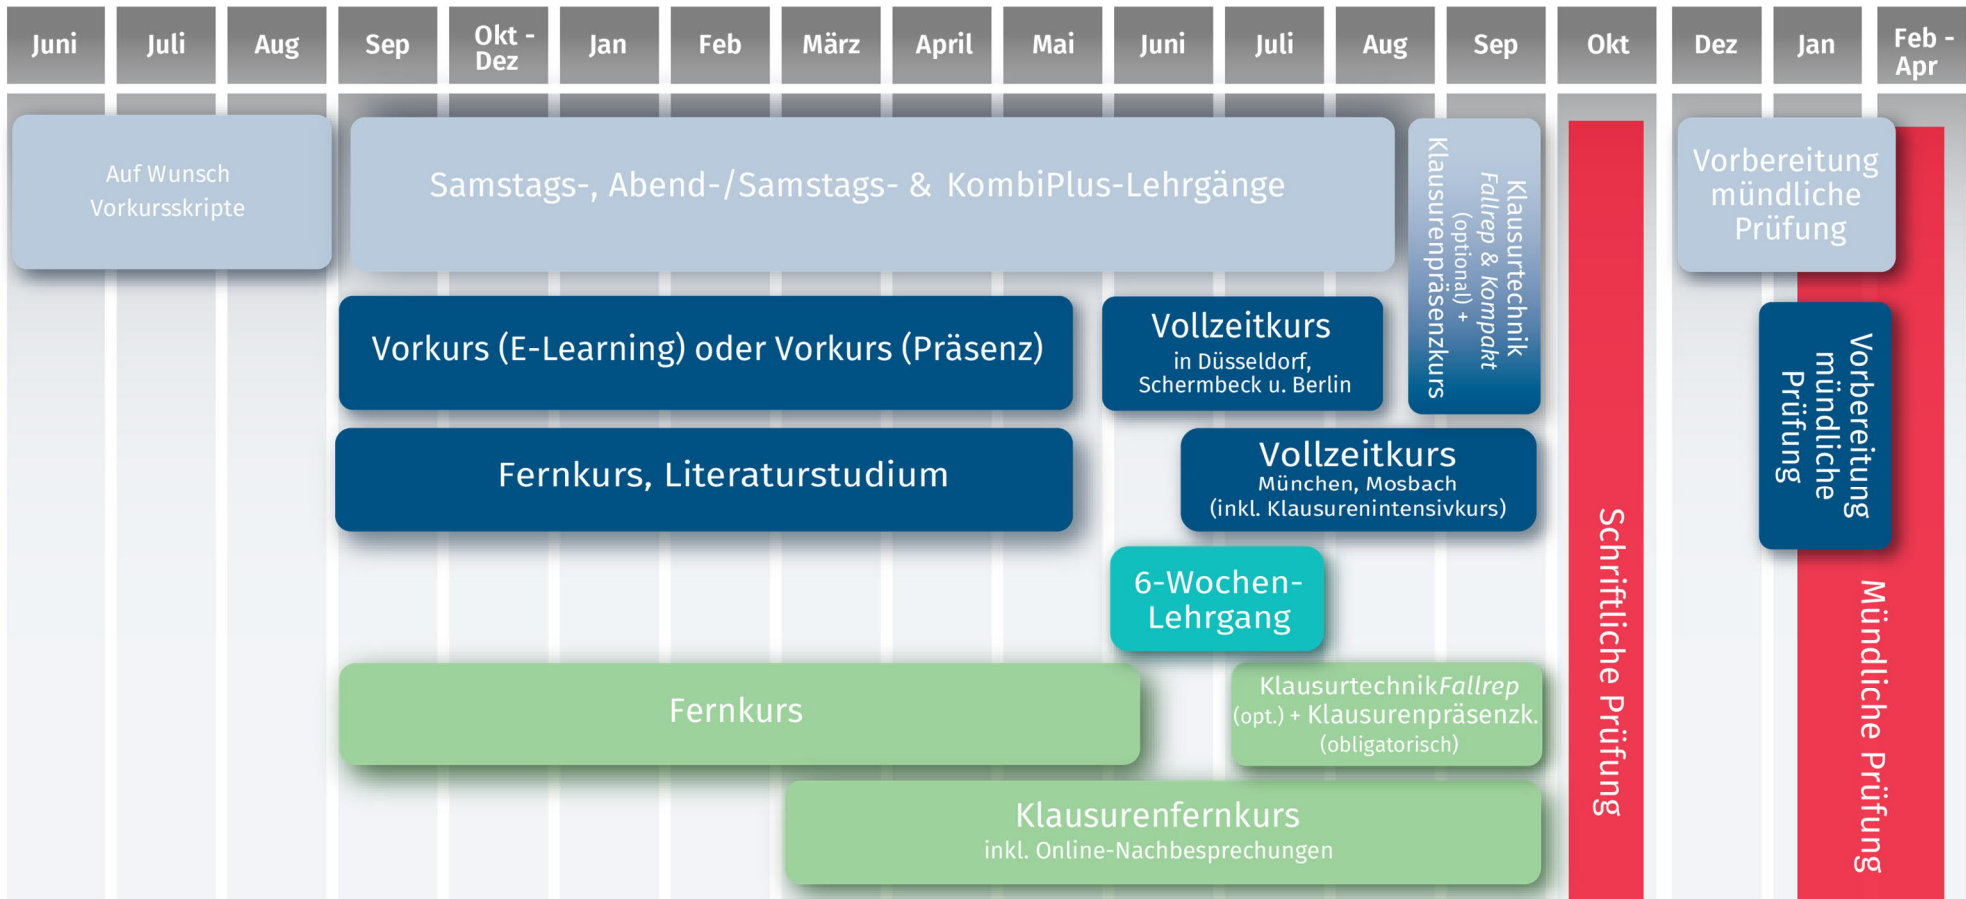 Juni
Juli
Aug
Sep
Okt -
Dez
Jan
Feb
März
April
Mai
Juni
Juli
Aug
Sep
Okt
Dez
Jan
Feb -
Apr
Auf Wunsch
Vorkursskripte
Samstags-, Abend-/Samstags- & KombiPlus-Lehrgänge
Klausurtechnik
Fallrep & Kompakt
(optional) +
Klausurenpräsenzkurs
Vorbereitung
mündliche
Prüfung
Vorkurs (E-Learning) oder Vorkurs (Präsenz)
Vollzeitkurs
in Düsseldorf,
Schermbeck u. Berlin
Vorbereitung
mündliche
Prüfung
Fernkurs, Literaturstudium
Vollzeitkurs
München, Mosbach
(inkl. Klausurenintensivkurs)
6-Wochen-
Lehrgang
Schriftliche Prüfung
Mündliche Prüfung
Fernkurs
KlausurtechnikFallrep
(opt.) + Klausurenpräsenzk.
(obligatorisch)
Klausurenfernkurs
inkl. Online-Nachbesprechungen